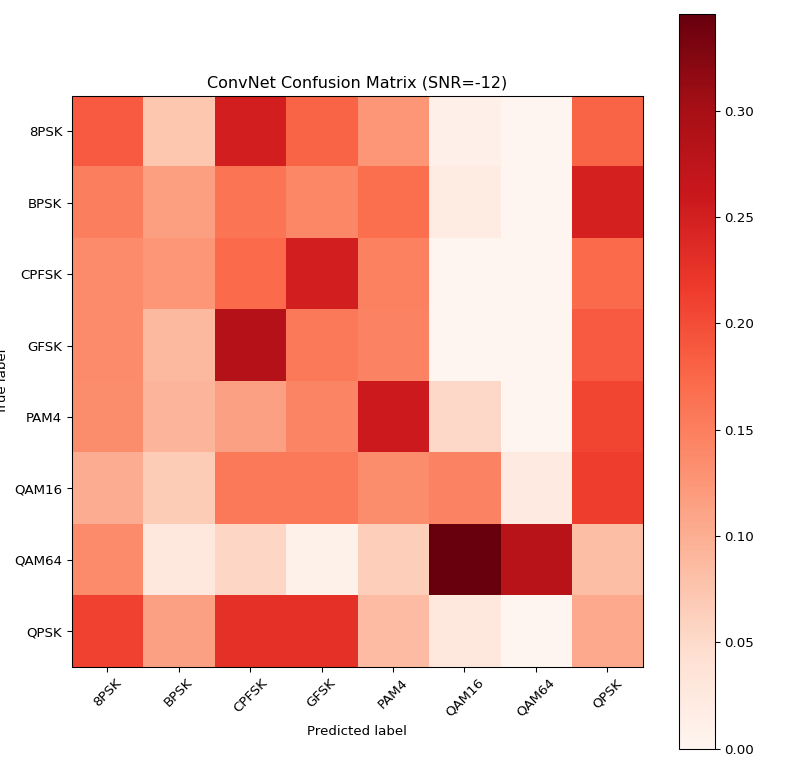 ConvNet Confusion Matrix (SNR=-12)
8PSK
BPSK
CPFSK
GFSK
PAM4
QAM16
QAM64
QPSK
8PSK
BPSK
CPFSK
GFSK
PAM4
QAM16
QAM64
QPSK
Predicted label
0.30
0.25
0.20
0.15
0.10
0.05
0.00